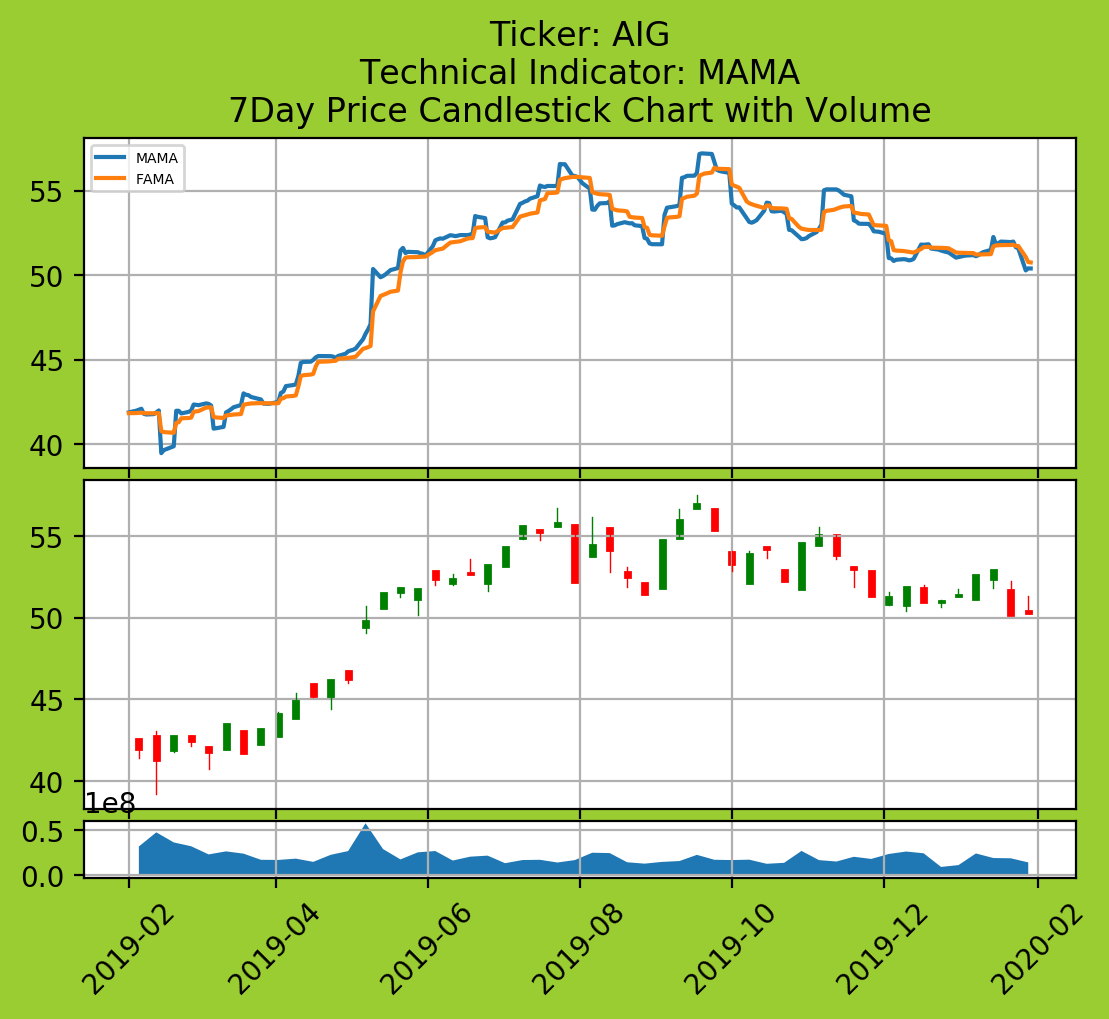 Ticker: AIG
Technical Indicator: MAMA
7Day Price Candlestick Chart with Volume
MAMA
FAMA
55
50
45
40
55
50
45
40
1e8
0.5
0.0
2019-02
2019-04
2019-06
2019-08
2019-10
2019-12
2020-02